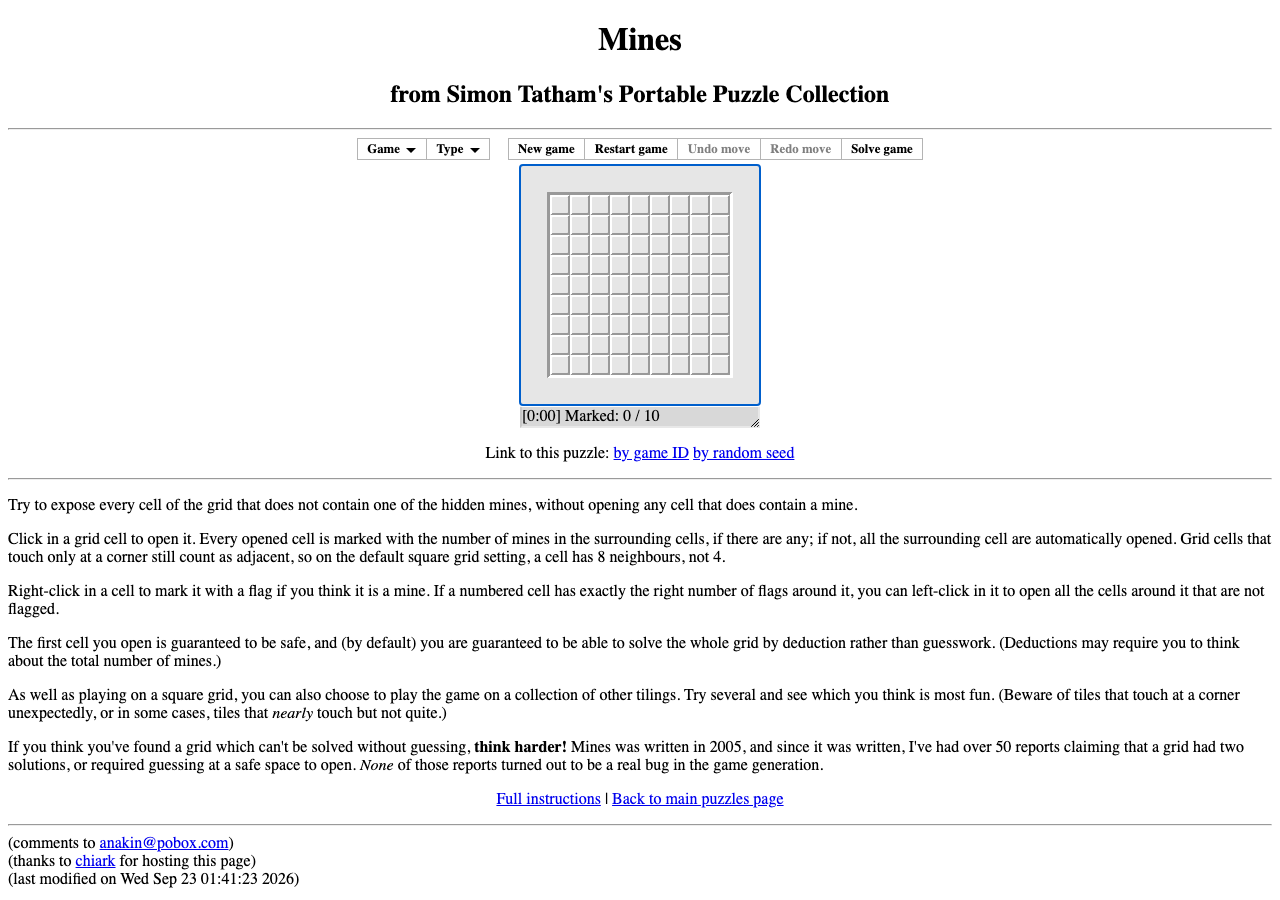 Mines
from Simon Tatham's Portable Puzzle Collection
Game Type New game Restart game Undo move Redo move Solve game
[0:00] Marked: 0 / 10
Link to this puzzle: by game ID by random seed
Try to expose every cell of the grid that does not contain one of the hidden mines, without opening any cell that does contain a mine.
Click in a grid cell to open it. Every opened cell is marked with the number of mines in the surrounding cells, if there are any; if not, all the surrounding cell are automatically opened. Grid cells that
touch only at a corner still count as adjacent, so on the default square grid setting, a cell has 8 neighbours, not 4.
Right-click in a cell to mark it with a flag if you think it is a mine. If a numbered cell has exactly the right number of flags around it, you can left-click in it to open all the cells around it that are not
flagged.
The first cell you open is guaranteed to be safe, and (by default) you are guaranteed to be able to solve the whole grid by deduction rather than guesswork. (Deductions may require you to think
about the total number of mines.)
As well as playing on a square grid, you can also choose to play the game on a collection of other tilings. Try several and see which you think is most fun. (Beware of tiles that touch at a corner
unexpectedly, or in some cases, tiles that nearly touch but not quite.)
If you think you've found a grid which can't be solved without guessing, think harder! Mines was written in 2005, and since it was written, I've had over 50 reports claiming that a grid had two
solutions, or required guessing at a safe space to open. None of those reports turned out to be a real bug in the game generation.
Full instructions | Back to main puzzles page
(comments to anakin@pobox.com)
(thanks to chiark for hosting this page)
(last modified on Wed Sep 23 01:41:23 2026)